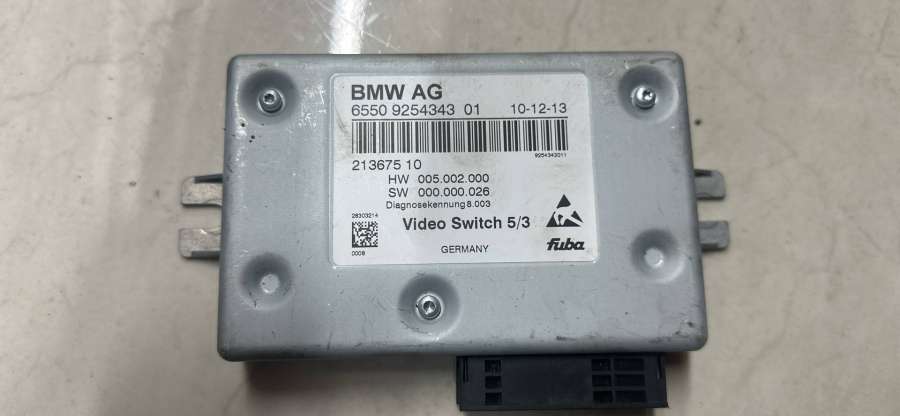 BMW AG
6550 9254343 01 10-12-13
9254343011
213675 10
HW 005.002.000
SW 000.000.026
Diagnosekennung 8.003
28303214
Video Switch 5/3
0008
GERMANY
fuba